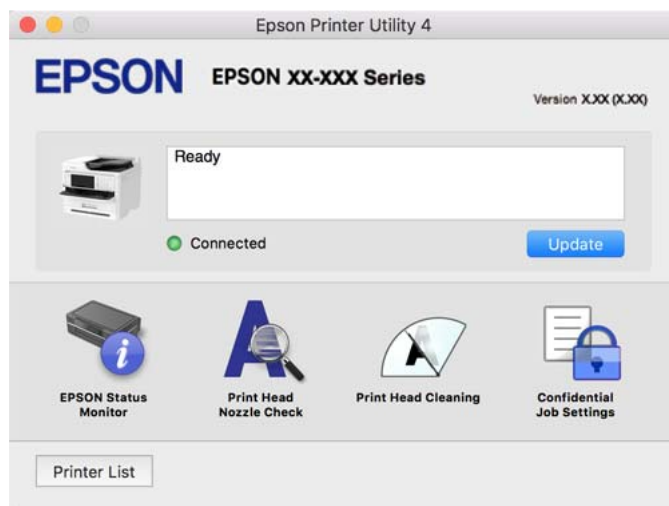 Epson Printer Utility 4
EPSON
EPSON XX-XXX Series
Version X.XX (X.XX)
Ready
Connected
Update
EPSON Status
Monitor
Print Head
Nozzle Check
Print Head Cleaning
Confidential
Job Settings
Printer List